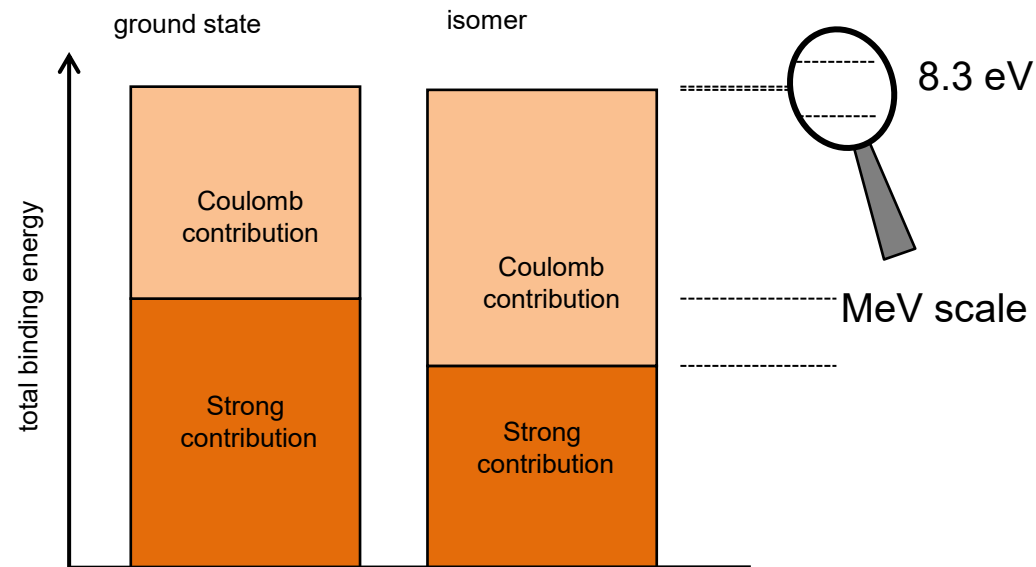 ground state
isomer
8.3 eV
total binding energy
Coulomb
contribution
Coulomb
contribution
MeV scale
Strong
contribution
Strong
contribution